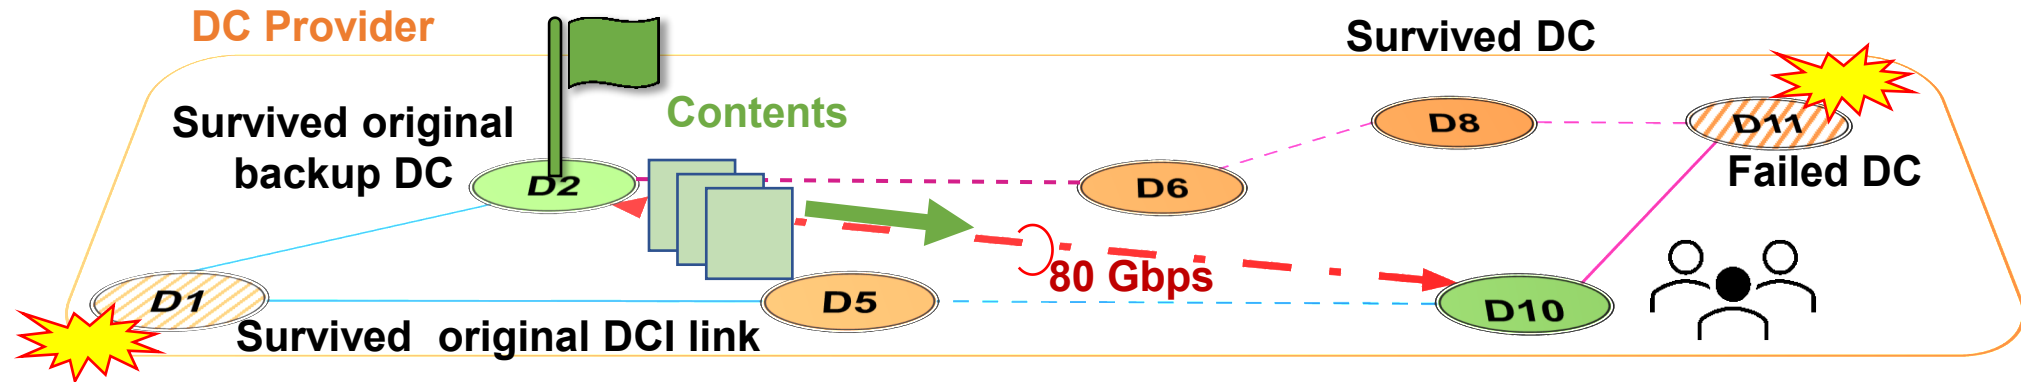 DC Provider
Survived DC
Contents
Survived original
backup DC
D2
D6
D8
D11
Failed DC
80 Gbps
D1
D5
D10
Survived original DCI link